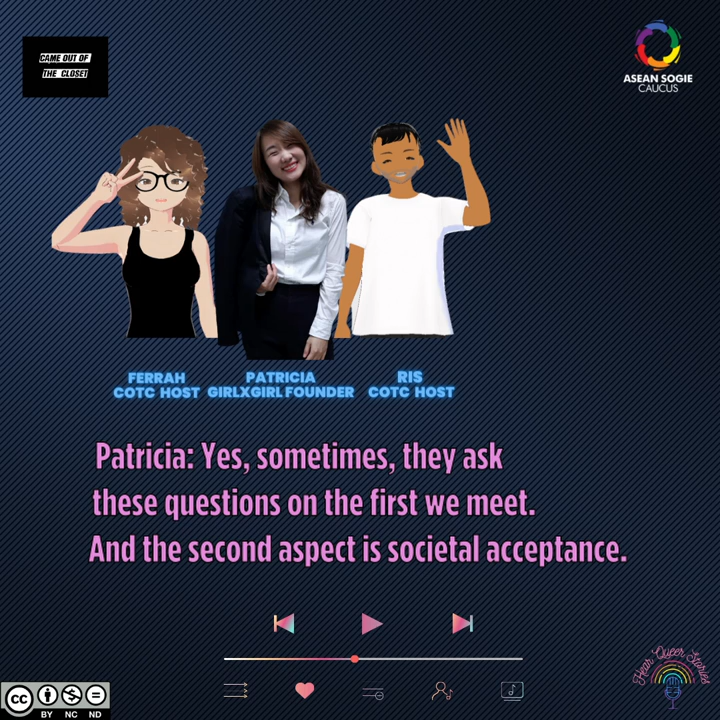 CAME OUT OF
THE CLOSET
ASEAN SOGIE
CAUCUS
FERRAH
COTC HOST
PATRICIA
GIRLXGIRL FOUNDER
RIS
COTC HOST
Patricia: Yes, sometimes, they ask
these questions on the first we meet.
And the second aspect is societal acceptance.
Hear Queer Stories
cc
BY NC ND